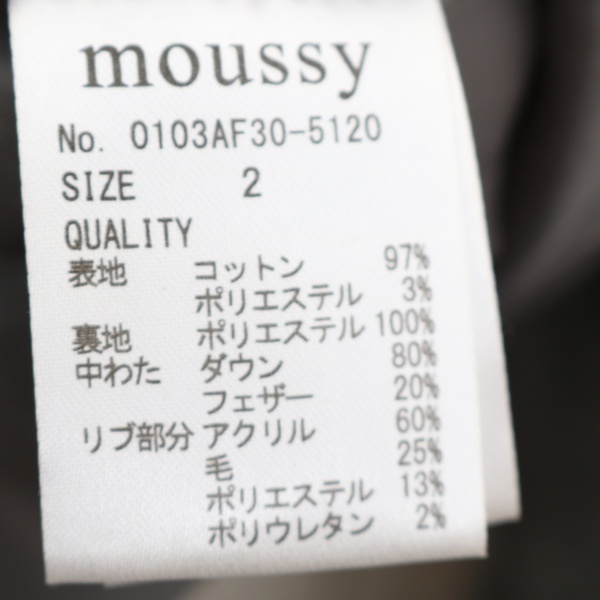 moussy
No. 0103AF30-5120
SIZE 2
QUALITY
表地 コットン 97%
ポリエステル 3%
裏地 ポリエステル 100%
中わた ダウン 80%
フェザー 20%
リブ部分 アクリル 60%
毛 25%
ポリエステル 13%
ポリウレタン 2%